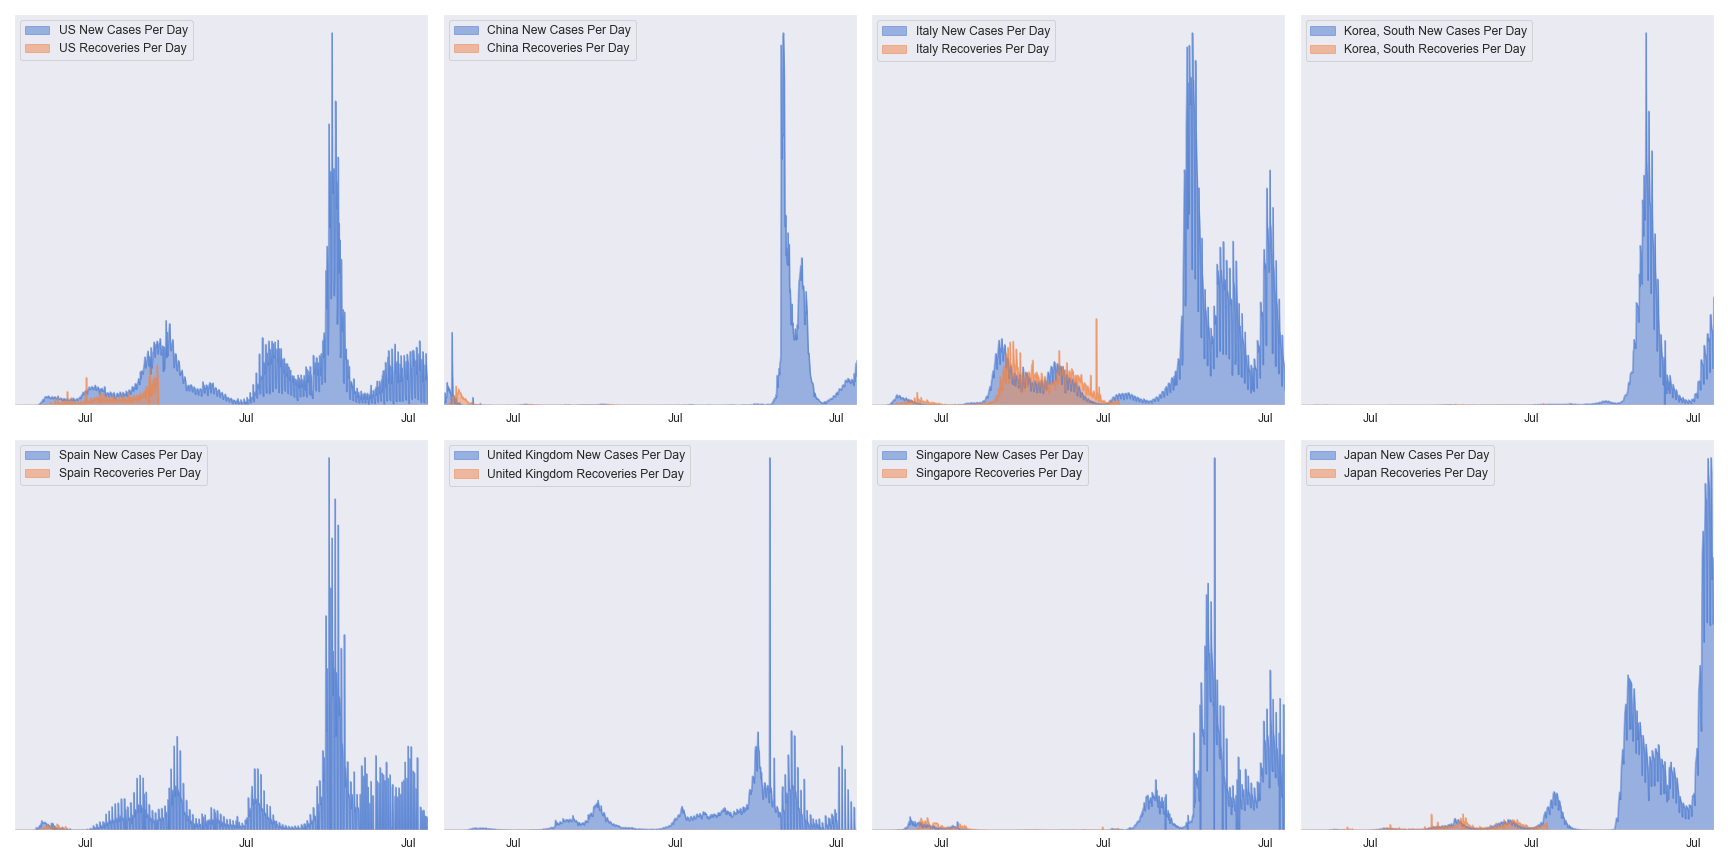 US New Cases Per Day
US Recoveries Per Day
China New Cases Per Day
China Recoveries Per Day
Italy New Cases Per Day
Italy Recoveries Per Day
Korea, South New Cases Per Day
Korea, South Recoveries Per Day
Jul Jul Jul
Jul Jul Jul
Jul Jul Jul
Jul Jul Jul
Spain New Cases Per Day
Spain Recoveries Per Day
United Kingdom New Cases Per Day
United Kingdom Recoveries Per Day
Singapore New Cases Per Day
Singapore Recoveries Per Day
Japan New Cases Per Day
Japan Recoveries Per Day
Jul Jul Jul
Jul Jul Jul
Jul Jul Jul
Jul Jul Jul